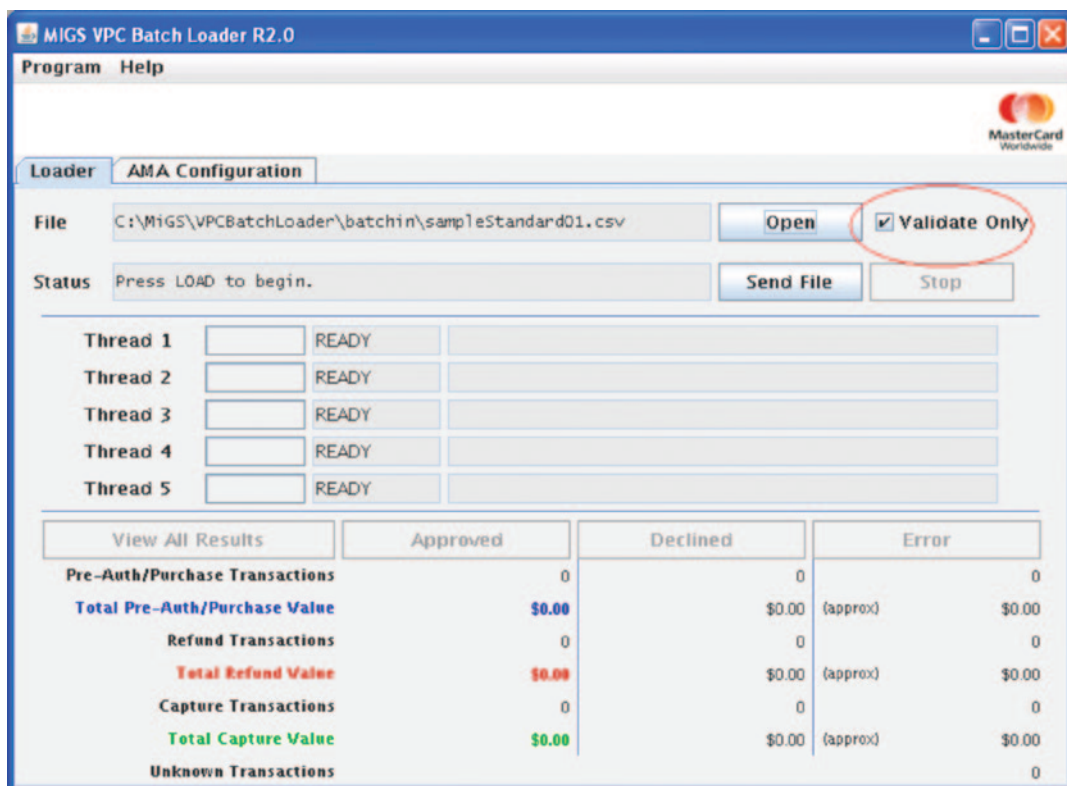 MIGS VPC Batch Loader R2.0
Program Help
MasterCard
Worldwide
Loader AMA Configuration
File C:\MiGS\VPCBatchLoader\batchin\sampleStandard01.csv Open Validate Only
Status Press LOAD to begin. Send File Stop
Thread 1 READY
Thread 2 READY
Thread 3 READY
Thread 4 READY
Thread 5 READY
View All Results Approved Declined Error
Pre-Auth/Purchase Transactions 0 0 0
Total Pre-Auth/Purchase Value $0.00 $0.00 (approx) $0.00
Refund Transactions 0 0 0
Total Refund Value $0.00 $0.00 (approx) $0.00
Capture Transactions 0 0 0
Total Capture Value $0.00 $0.00 (approx) $0.00
Unknown Transactions 0